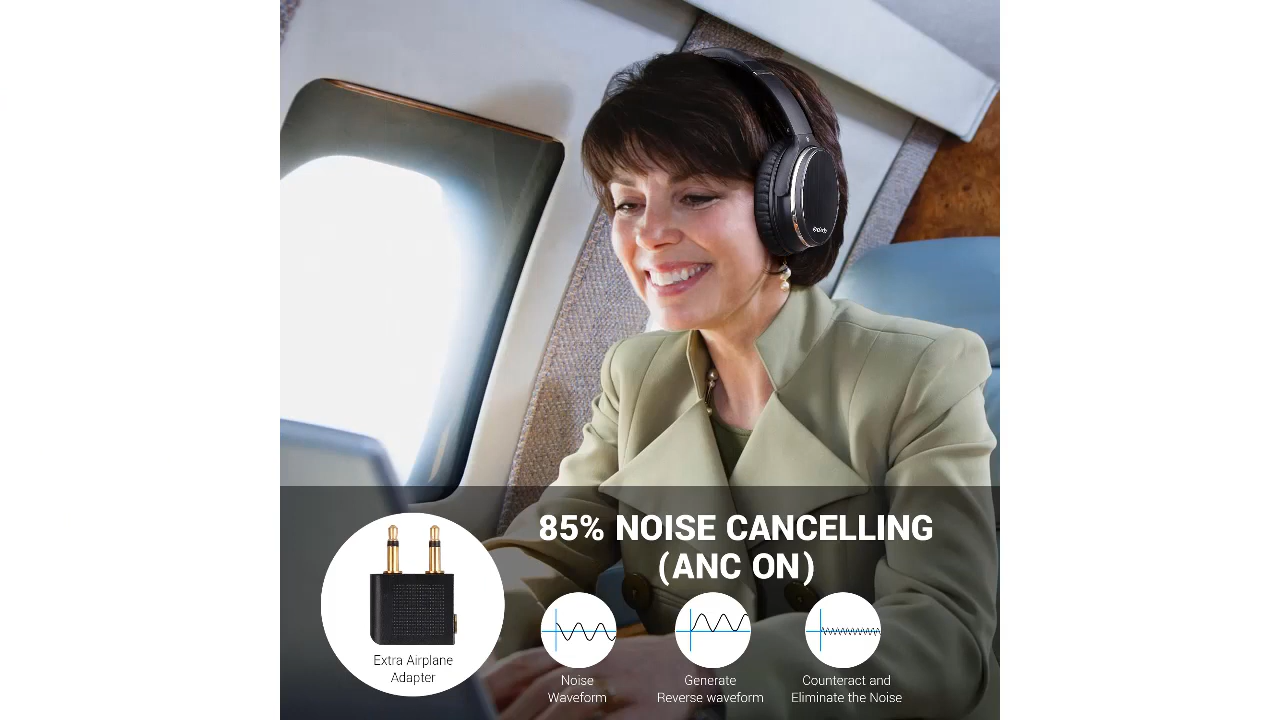 85% NOISE CANCELLING
(ANC ON)
Extra Airplane
Adapter
Noise
Waveform
Generate
Reverse waveform
Counteract and
Eliminate the Noise